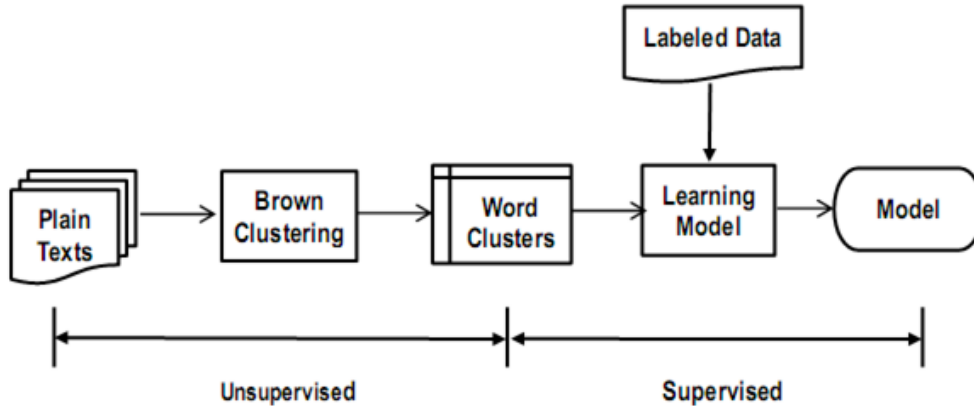 Labeled Data
Plain
Texts
Brown
Clustering
Word
Clusters
Learning
Model
Model
Unsupervised
Supervised